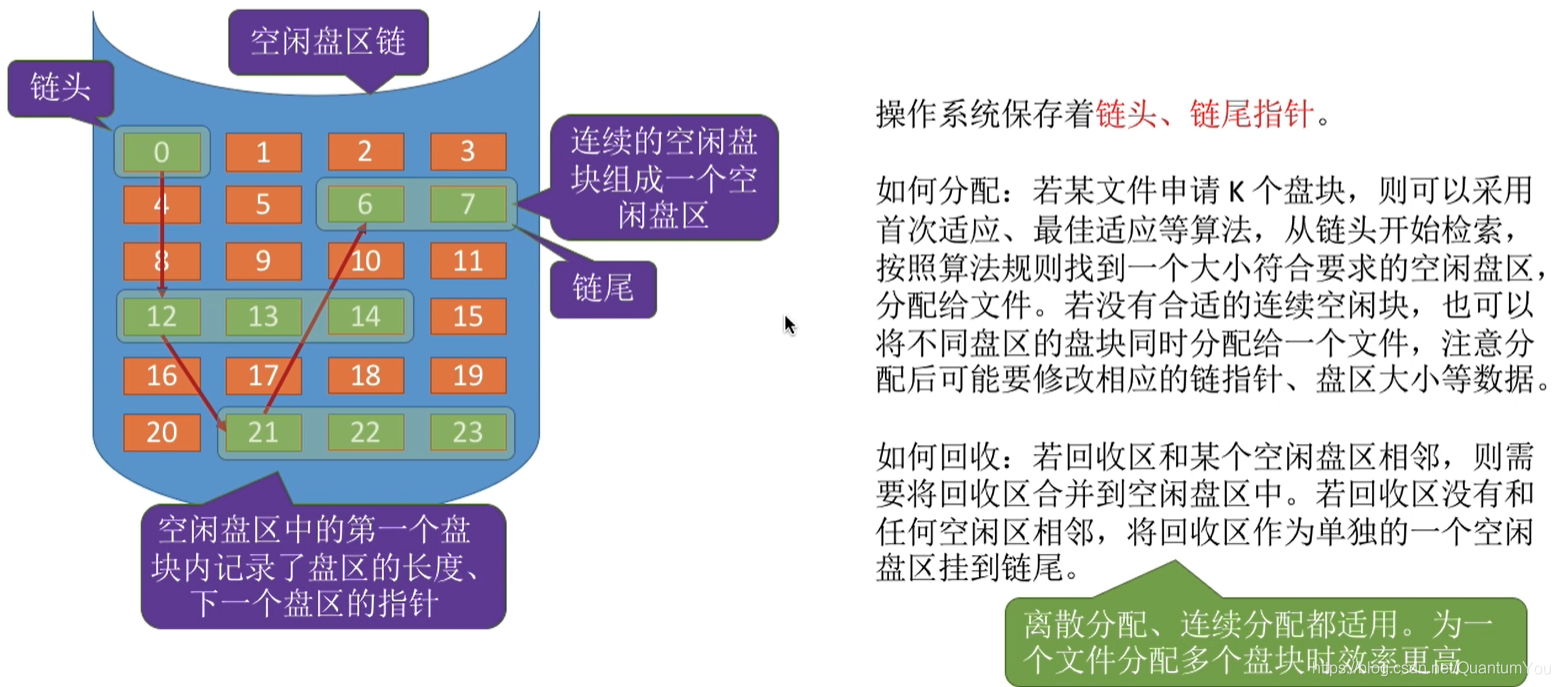 空闲盘区链
链头
0 1 2 3
4 5 6 7
8 9 10 11
12 13 14 15
16 17 18 19
20 21 22 23
连续的空闲盘
块组成一个空
闲盘区
链尾
空闲盘区中的第一个盘
块内记录了盘区的长度、
下一个盘区的指针
操作系统保存着链头、链尾指针。
如何分配：若某文件申请 K 个盘块，则可以采用
首次适应、最佳适应等算法，从链头开始检索，
按照算法规则找到一个大小符合要求的空闲盘区，
分配给文件。若没有合适的连续空闲块，也可以
将不同盘区的盘块同时分配给一个文件，注意分
配后可能要修改相应的链指针、盘区大小等数据。
如何回收：若回收区和某个空闲盘区相邻，则需
要将回收区合并到空闲盘区中。若回收区没有和
任何空闲区相邻，将回收区作为单独的一个空闲
盘区挂到链尾。
离散分配、连续分配都适用。为一
个文件分配多个盘块时效率更高
https://blog.csdn.net/QuantumYou